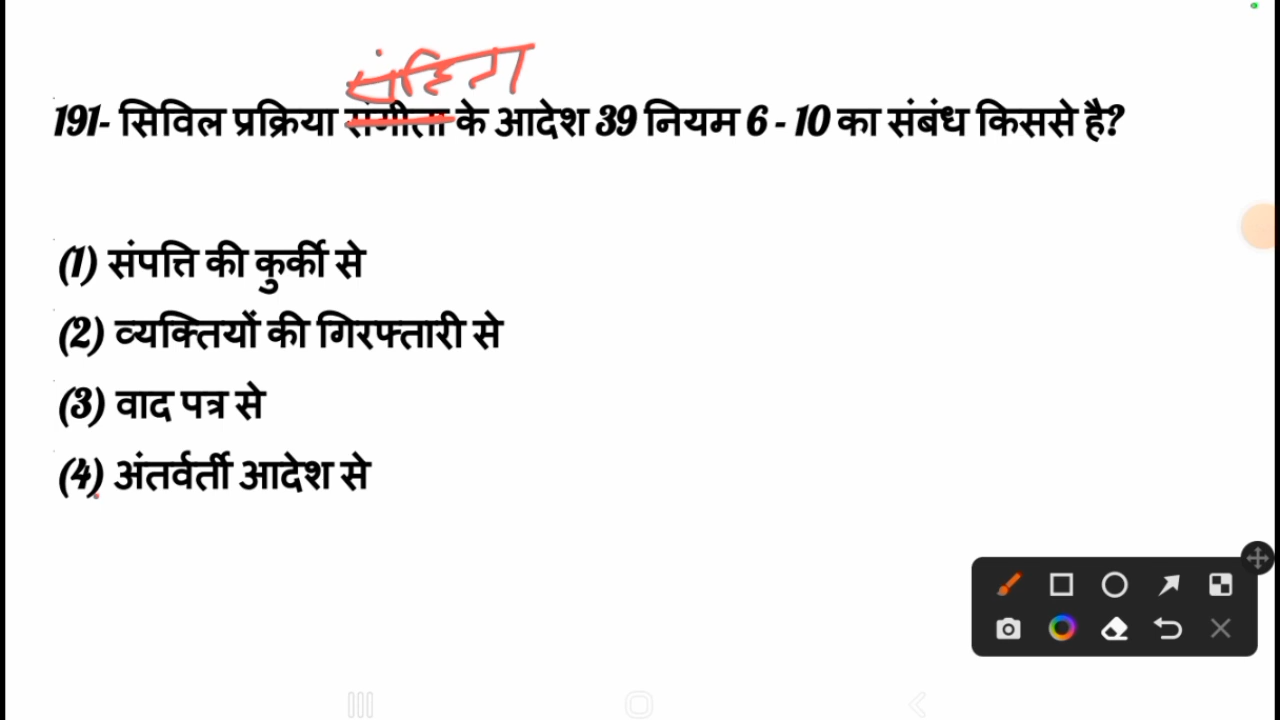 संहिता
191- सिविल प्रक्रिया संगीता के आदेश 39 नियम 6 - 10 का संबंध किससे है?
(1) संपत्ति की कुर्की से
(2) व्यक्तियों की गिरफ्तारी से
(3) वाद पत्र से
(4) अंतर्वर्ती आदेश से